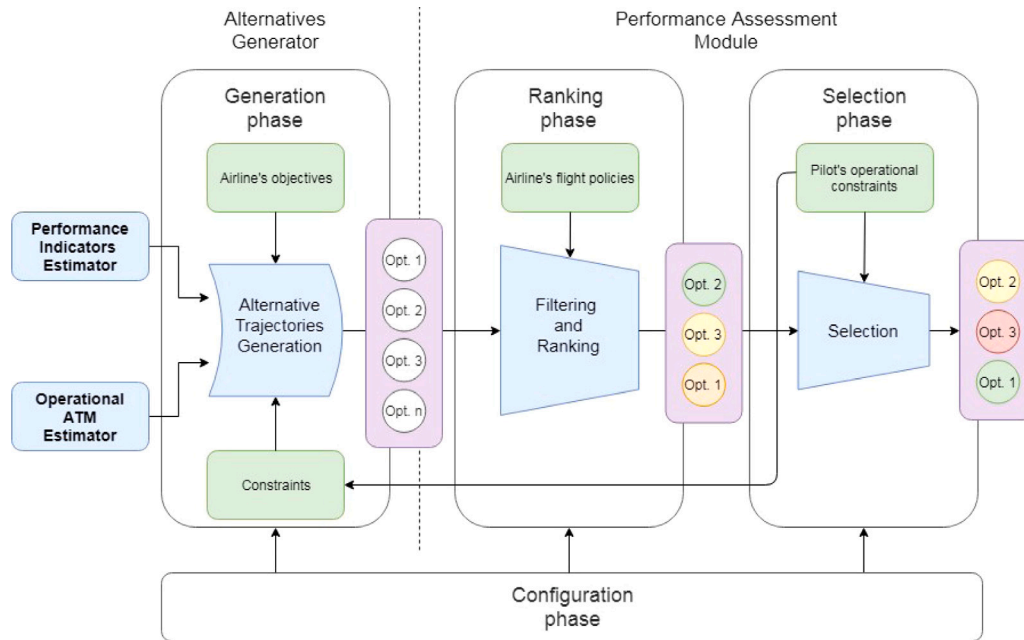 Alternatives
Generator
Performance Assessment
Module
Generation
phase
Ranking
phase
Selection
phase
Airline's objectives
Airline's flight policies
Pilot's operational
constraints
Performance
Indicators
Estimator
Operational
ATM
Estimator
Alternative
Trajectories
Generation
Constraints
Opt. 1
Opt. 2
Opt. 3
Opt. n
Filtering
and
Ranking
Opt. 2
Opt. 3
Opt. 1
Selection
Opt. 2
Opt. 3
Opt. 1
Configuration
phase